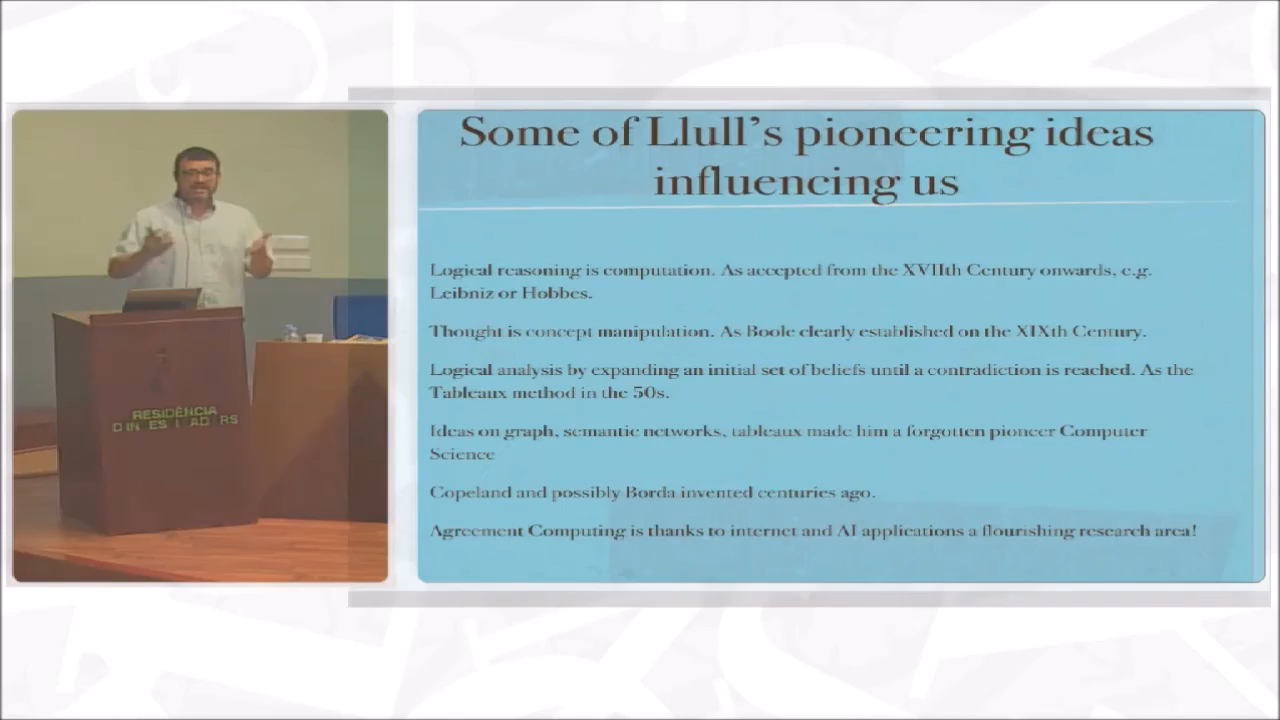 Some of Llull's pioneering ideas
influencing us
Logical reasoning is computation. As accepted from the XVIIth Century onwards, e.g.
Leibniz or Hobbes.
Thought is concept manipulation. As Boole clearly established on the XIXth Century.
Logical analysis by expanding an initial set of beliefs until a contradiction is reached. As the
Tableaux method in the 50s.
Ideas on graph, semantic networks, tableaux made him a forgotten pioneer Computer
Science
Copeland and possibly Borda invented centuries ago.
Agreement Computing is thanks to internet and AI applications a flourishing research area!
RESIDÈNCIA